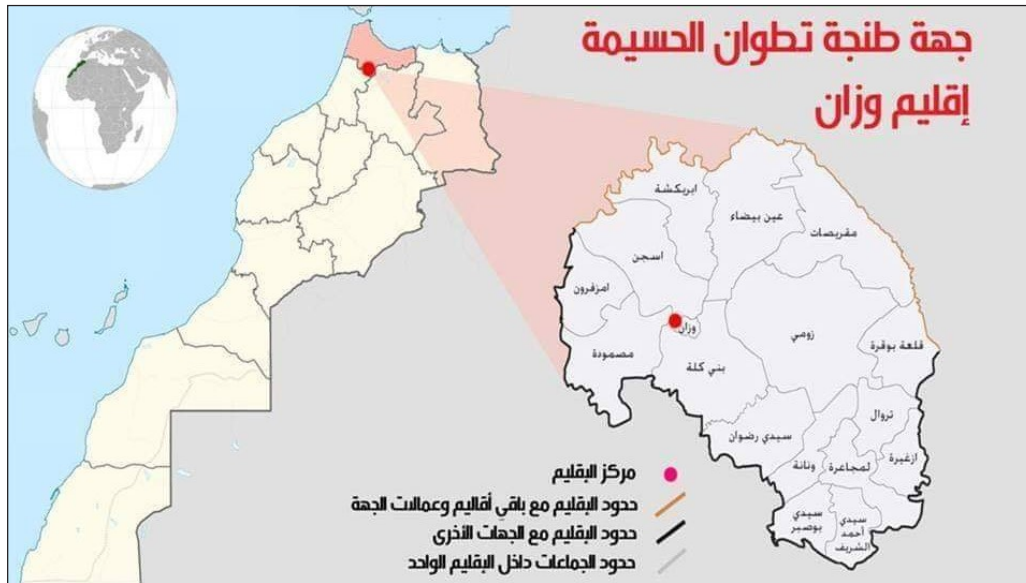 جهة طنجة تطوان الحسيمة
إقليم وزان
ابريكشة
عين بيضاء
مقريصات
اسجن
امزفرون
وزان
زومي
قلعة بوقرة
مصمودة
بني كلة
تروال
سيدي رضوان
ازغيرة
لمجاعرة
ونانة
سيدي
بوصبر
سيدي
أحمد
الشريف
مركز البقليم
حدود البقليم مع باقي أقاليم وعمالات الجهة
حدود البقليم مع الجهات الأخرى
حدود الجماعات داخل البقليم الواحد